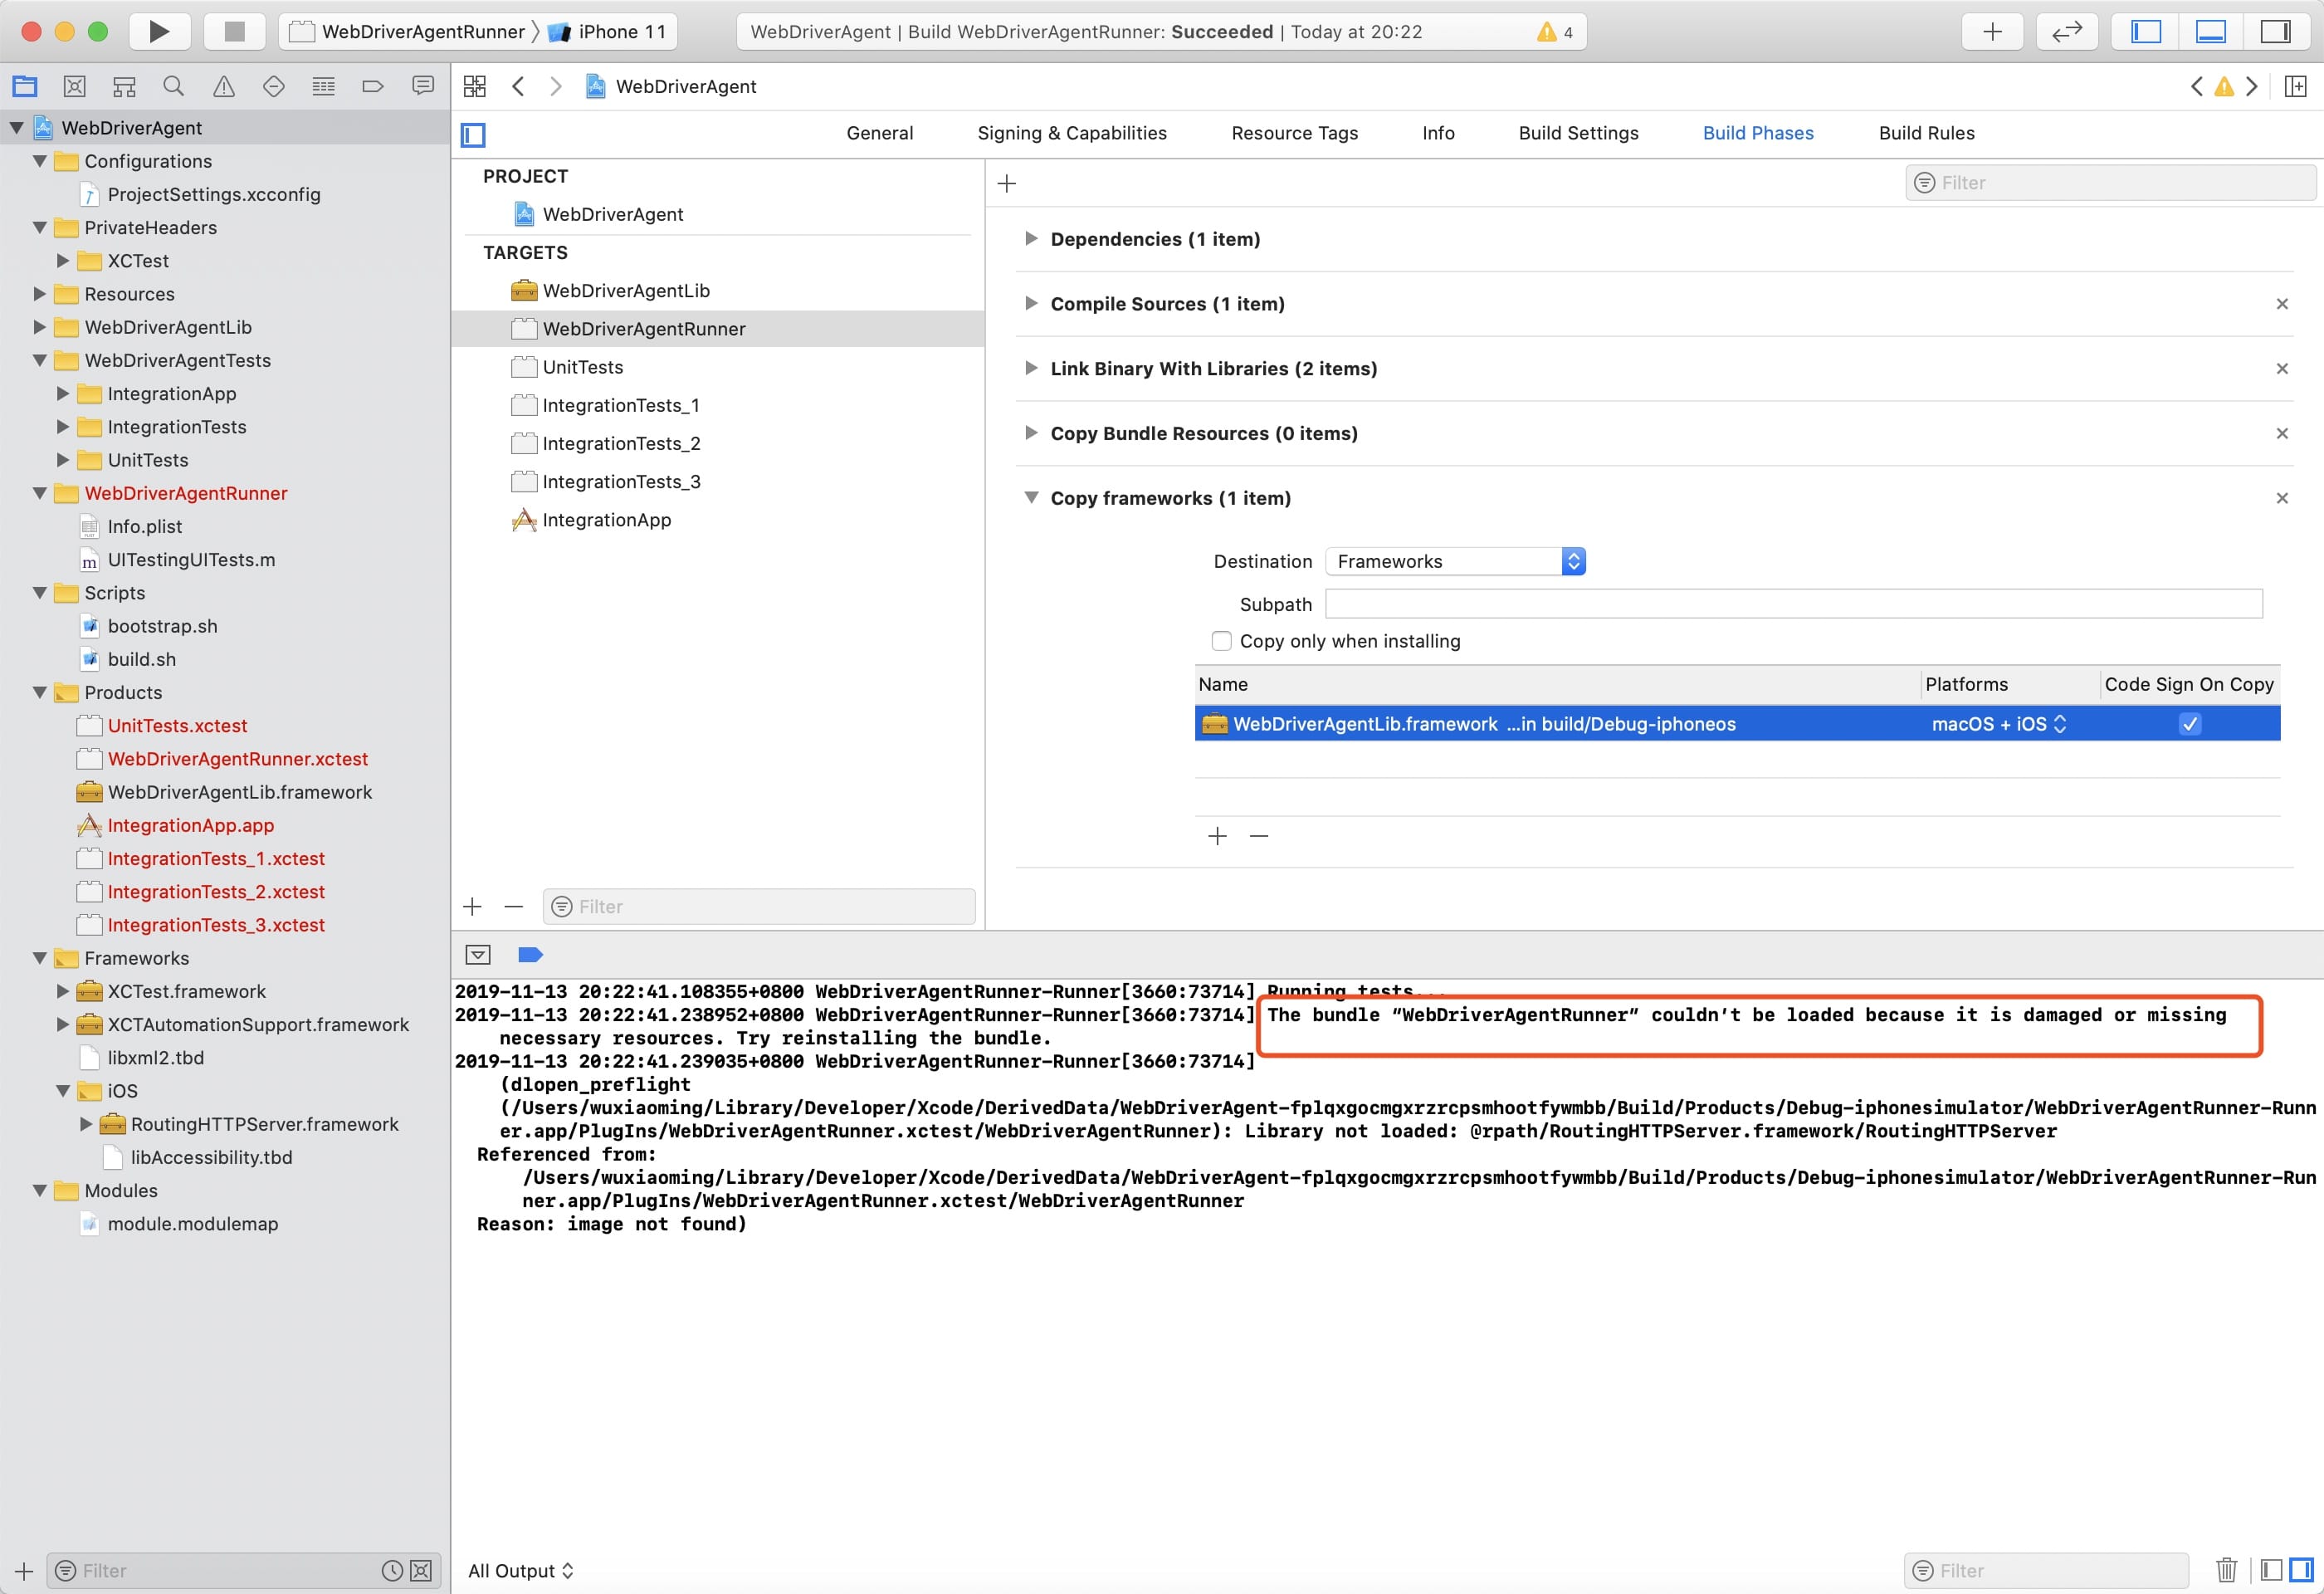 WebDriverAgentRunner 〉 iPhone 11
WebDriverAgent | Build WebDriverAgentRunner: Succeeded | Today at 20:22
4
WebDriverAgent
WebDriverAgent
Configurations
ProjectSettings.xcconfig
PrivateHeaders
XCTest
Resources
WebDriverAgentLib
WebDriverAgentTests
IntegrationApp
IntegrationTests
UnitTests
WebDriverAgentRunner
Info.plist
UITestingUITests.m
Scripts
bootstrap.sh
build.sh
Products
UnitTests.xctest
WebDriverAgentRunner.xctest
WebDriverAgentLib.framework
IntegrationApp.app
IntegrationTests_1.xctest
IntegrationTests_2.xctest
IntegrationTests_3.xctest
Frameworks
XCTest.framework
XCTAutomationSupport.framework
libxml2.tbd
iOS
RoutingHTTPServer.framework
libAccessibility.tbd
Modules
module.modulemap
Filter
General Signing & Capabilities Resource Tags Info Build Settings Build Phases Build Rules
PROJECT
WebDriverAgent
TARGETS
WebDriverAgentLib
WebDriverAgentRunner
UnitTests
IntegrationTests_1
IntegrationTests_2
IntegrationTests_3
IntegrationApp
Filter
Filter
Dependencies (1 item)
Compile Sources (1 item)
Link Binary With Libraries (2 items)
Copy Bundle Resources (0 items)
Copy frameworks (1 item)
Destination Frameworks
Subpath
Copy only when installing
Name Platforms Code Sign On Copy
WebDriverAgentLib.framework ...in build/Debug-iphoneos macOS + iOS
2019-11-13 20:22:41.108355+0800 WebDriverAgentRunner-Runner[3660:73714] Running tests...
2019-11-13 20:22:41.238952+0800 WebDriverAgentRunner-Runner[3660:73714] The bundle “WebDriverAgentRunner” couldn’t be loaded because it is damaged or missing
necessary resources. Try reinstalling the bundle.
2019-11-13 20:22:41.239035+0800 WebDriverAgentRunner-Runner[3660:73714]
(dlopen_preflight
(/Users/wuxiaoming/Library/Developer/Xcode/DerivedData/WebDriverAgent-fplqxgocmgxrzrcpsmhootfywmbb/Build/Products/Debug-iphonesimulator/WebDriverAgentRunner-Runn
er.app/PlugIns/WebDriverAgentRunner.xctest/WebDriverAgentRunner): Library not loaded: @rpath/RoutingHTTPServer.framework/RoutingHTTPServer
Referenced from:
/Users/wuxiaoming/Library/Developer/Xcode/DerivedData/WebDriverAgent-fplqxgocmgxrzrcpsmhootfywmbb/Build/Products/Debug-iphonesimulator/WebDriverAgentRunner-Run
ner.app/PlugIns/WebDriverAgentRunner.xctest/WebDriverAgentRunner
Reason: image not found)
All Output
Filter